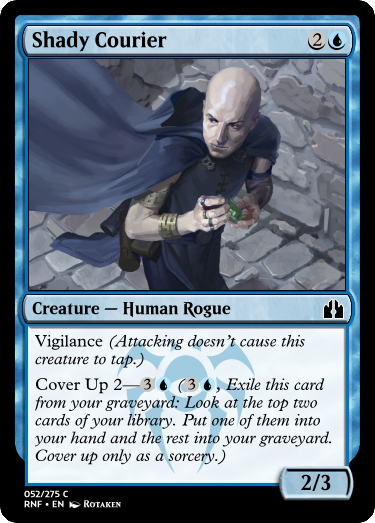 Shady Courier 2
Creature — Human Rogue
Vigilance (Attacking doesn't cause this
creature to tap.)
Cover Up 2—3 (3, Exile this card
from your graveyard: Look at the top two
cards of your library. Put one of them into
your hand and the rest into your graveyard.
Cover up only as a sorcery.)
2/3
052/275 C
RNF • EN Rotaken